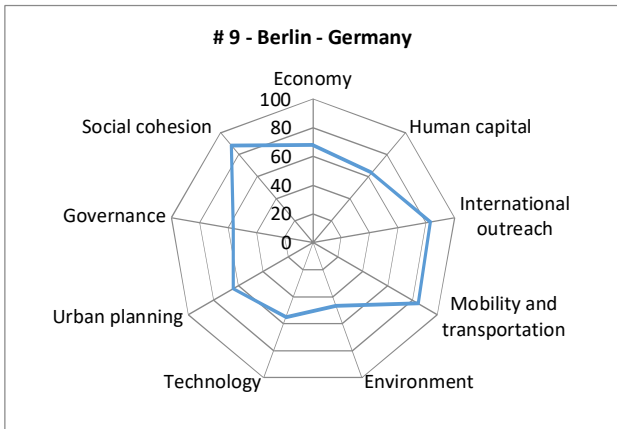 # 9 - Berlin - Germany
Economy
100
80
60
40
20
0
Human capital
International
outreach
Mobility and
transportation
Environment
Technology
Urban planning
Governance
Social cohesion